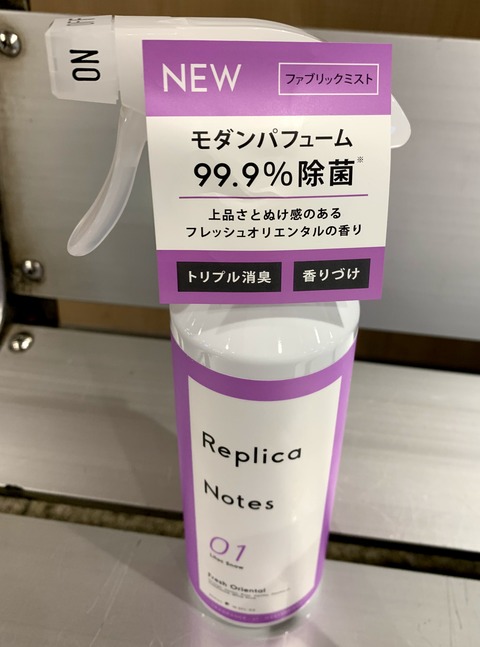 ON
OFF
NEW
ファブリックミスト
モダンパフューム
99.9%除菌※
上品さとぬけ感のある
フレッシュオリエンタルの香り
トリプル消臭
香りづけ
Replica
Notes
01
Lilac Snow
Fresh Oriental